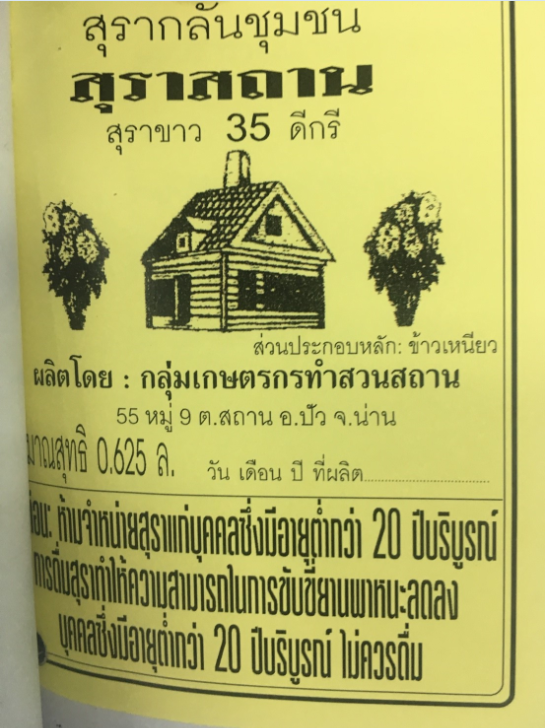 สุรากลั่นชุมชน
สุราสถาน
สุราขาว 35 ดีกรี
ส่วนประกอบหลัก: ข้าวเหนียว
ผลิตโดย : กลุ่มเกษตรกรทำสวนสถาน
55 หมู่ 9 ต.สถาน อ.ปัว จ.น่าน
มาณสุทธิ 0.625 ล. วัน เดือน ปี ที่ผลิต
ห้ามจำหน่ายสุราแก่บุคคลซึ่งมีอายุต่ำกว่า 20 ปีบริบูรณ์
การดื่มสุราทำให้ความสามารถในการขับขี่ยานพาหนะลดลง
บุคคลซึ่งมีอายุต่ำกว่า 20 ปีบริบูรณ์ ไม่ควรดื่ม